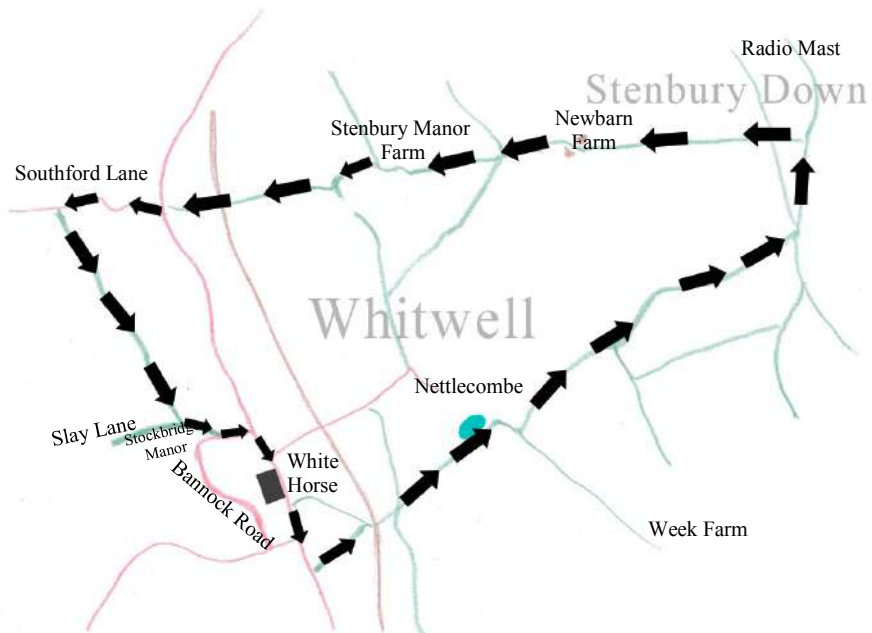 Radio Mast
Stenbury Down
Newbarn
Farm
Stenbury Manor
Farm
Southford Lane
Whitwell
Nettlecombe
Slay Lane
Stockbridge
Manor
Bannock Road
White
Horse
Week Farm